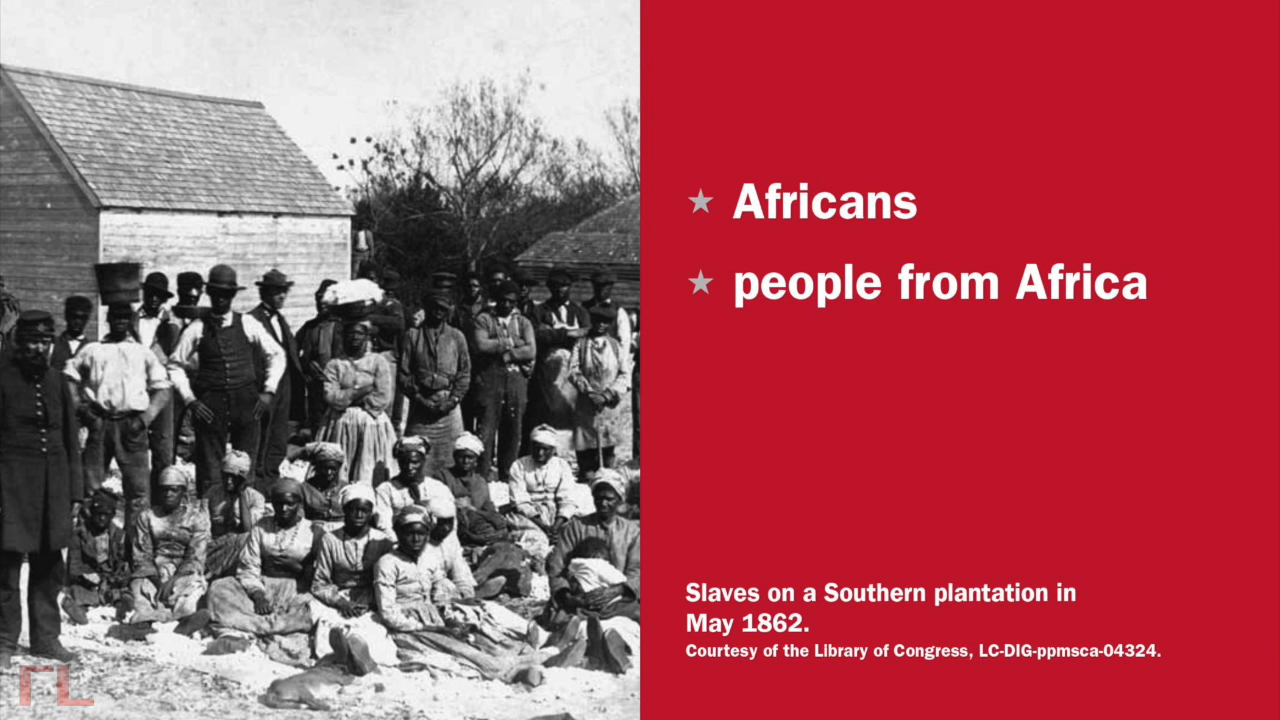 Africans
people from Africa
Slaves on a Southern plantation in
May 1862.
Courtesy of the Library of Congress, LC-DIG-ppmsca-04324.